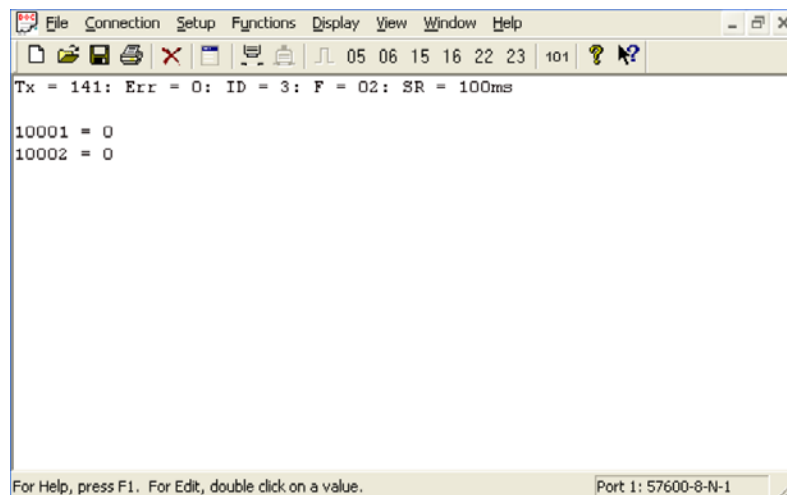 File Connection Setup Functions Display View Window Help
05 06 15 16 22 23 101
Tx = 141: Err = 0: ID = 3: F = 02: SR = 100ms
10001 = 0
10002 = 0
For Help, press F1. For Edit, double click on a value. Port 1: 57600-8-N-1